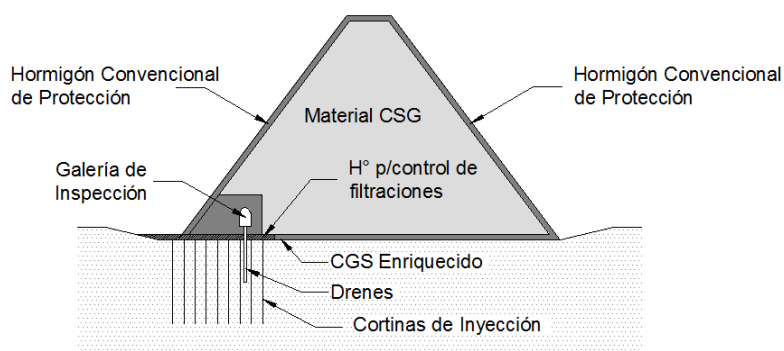 Hormigón Convencional
de Protección
Hormigón Convencional
de Protección
Material CSG
Galería de
Inspección
H° p/control de
filtraciones
CGS Enriquecido
Drenes
Cortinas de Inyección